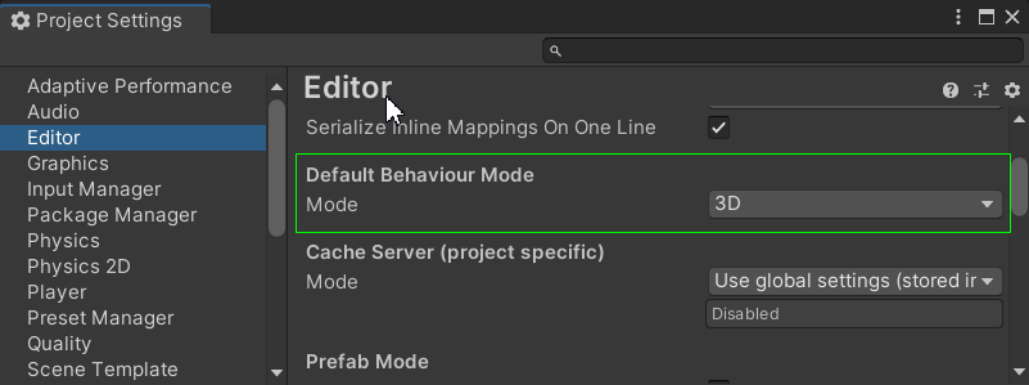 Project Settings
Adaptive Performance
Audio
Editor
Graphics
Input Manager
Package Manager
Physics
Physics 2D
Player
Preset Manager
Quality
Scene Template
Editor
Serialize Inline Mappings On One Line
Default Behaviour Mode
Mode 3D
Cache Server (project specific)
Mode Use global settings (stored ir
Disabled
Prefab Mode